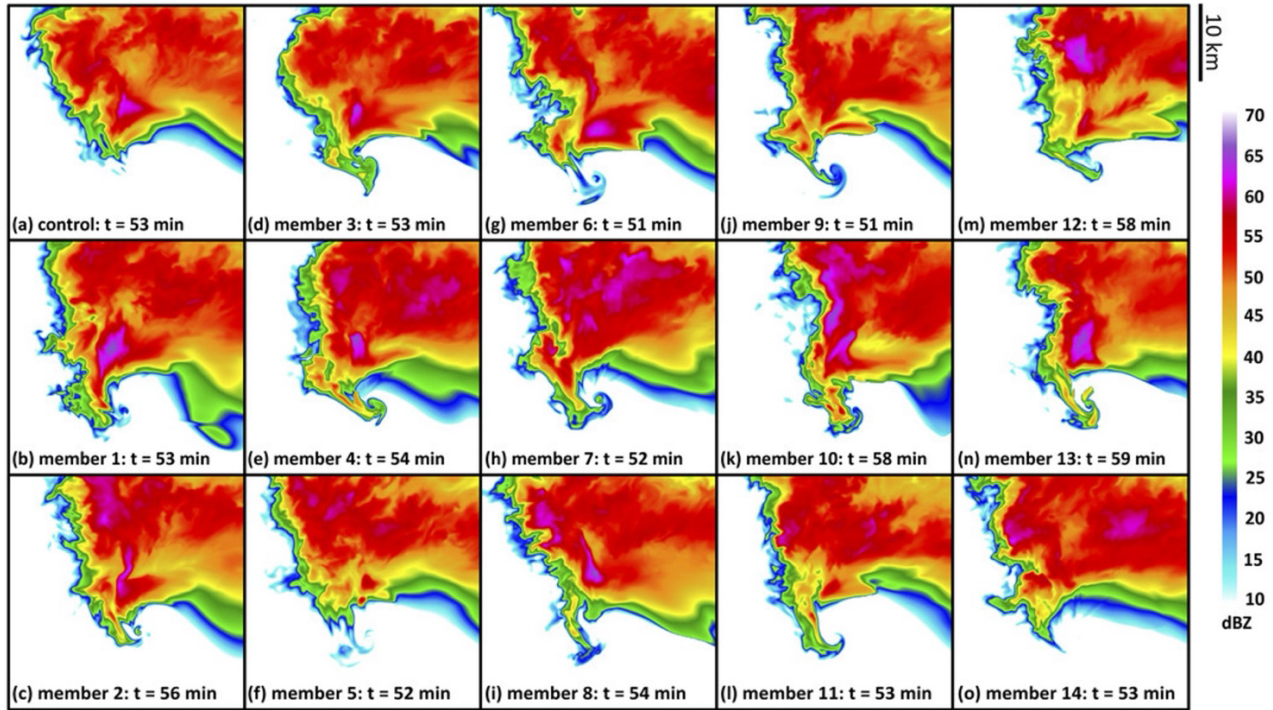 (a) control: t = 53 min
(d) member 3: t = 53 min
(g) member 6: t = 51 min
(j) member 9: t = 51 min
(m) member 12: t = 58 min
(b) member 1: t = 53 min
(e) member 4: t = 54 min
(h) member 7: t = 52 min
(k) member 10: t = 58 min
(n) member 13: t = 59 min
(c) member 2: t = 56 min
(f) member 5: t = 52 min
(i) member 8: t = 54 min
(l) member 11: t = 53 min
(o) member 14: t = 53 min
10 km
70
65
60
55
50
45
40
35
30
25
20
15
10
dBZ